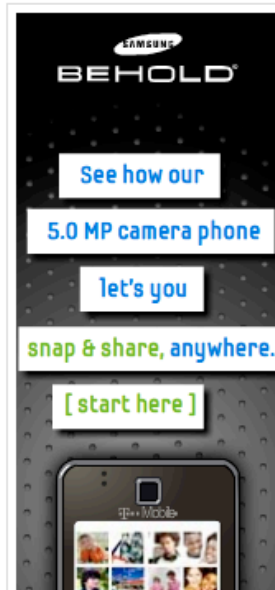 SAMSUNG
BEHOLD
See how our
5.0 MP camera phone
let's you
snap & share, anywhere.
[ start here ]
T··Mobile·